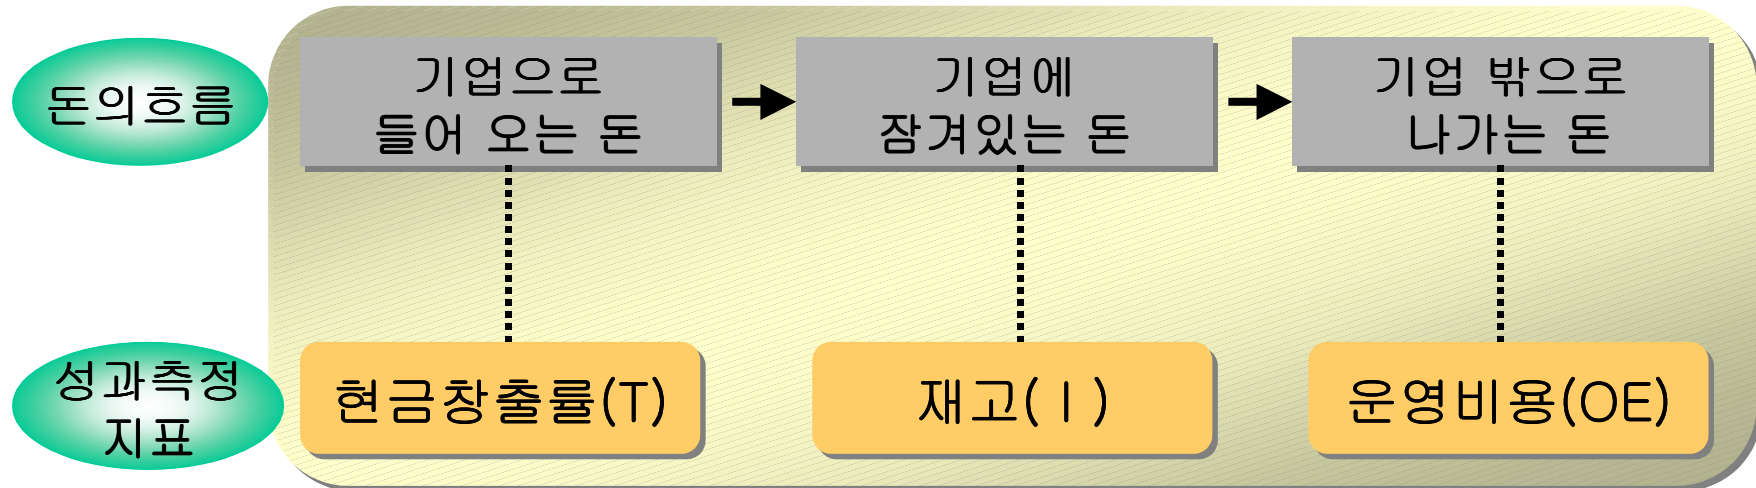 돈의흐름
기업으로
들어 오는 돈
기업에
잠겨있는 돈
기업 밖으로
나가는 돈
성과측정
지표
현금창출률(T)
재고( I )
운영비용(OE)